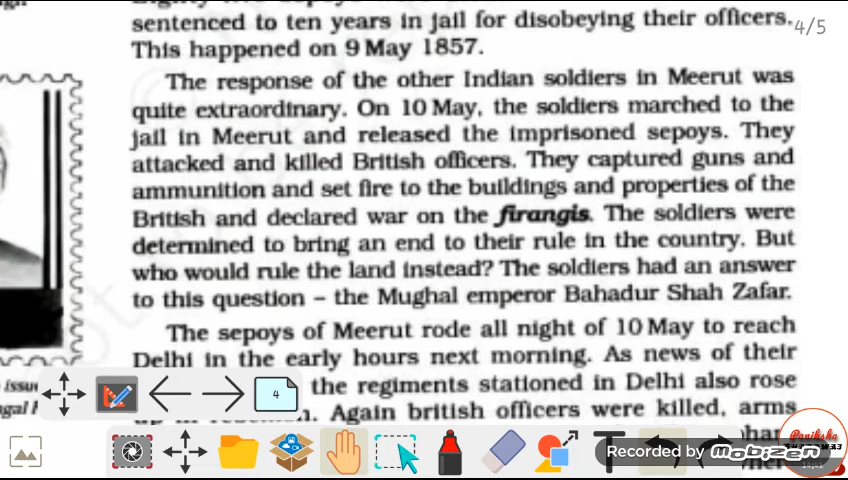 sentenced to ten years in jail for disobeying their officers.
4/5
This happened on 9 May 1857.
The response of the other Indian soldiers in Meerut was
quite extraordinary. On 10 May, the soldiers marched to the
jail in Meerut and released the imprisoned sepoys. They
attacked and killed British officers. They captured guns and
ammunition and set fire to the buildings and properties of the
British and declared war on the firangis. The soldiers were
determined to bring an end to their rule in the country. But
who would rule the land instead? The soldiers had an answer
to this question – the Mughal emperor Bahadur Shah Zafar.
The sepoys of Meerut rode all night of 10 May to reach
Delhi in the early hours next morning. As news of their
the regiments stationed in Delhi also rose
Again british officers were killed, arms
4
Recorded by mobizen
Paniksha